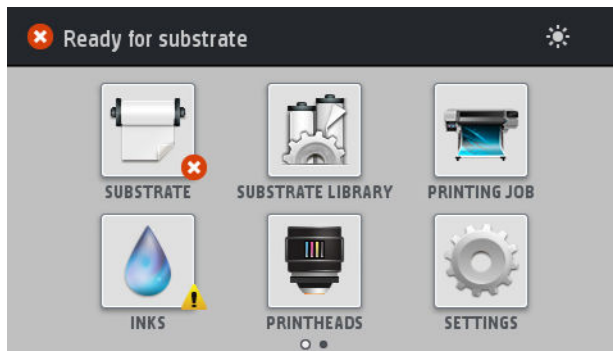 Ready for substrate
SUBSTRATE SUBSTRATE LIBRARY PRINTING JOB
INKS PRINTHEADS SETTINGS